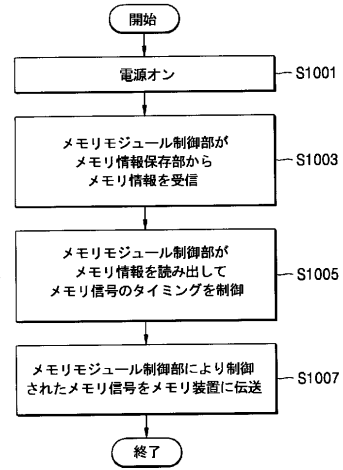 開始
電源オン
S1001
メモリモジュール制御部が
メモリ情報保存部から
メモリ情報を受信
S1003
メモリモジュール制御部が
メモリ情報を読み出して
メモリ信号のタイミングを制御
S1005
メモリモジュール制御部により制御
されたメモリ信号をメモリ装置に伝送
S1007
終了